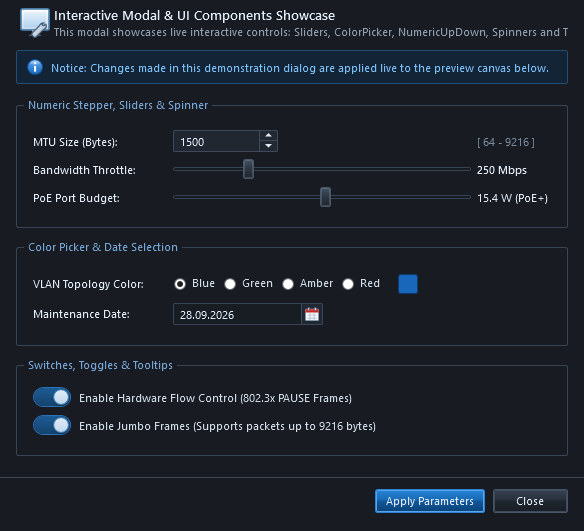 Interactive Modal & UI Components Showcase
This modal showcases live interactive controls: Sliders, ColorPicker, NumericUpDown, Spinners and T
Notice: Changes made in this demonstration dialog are applied live to the preview canvas below.
Numeric Stepper, Sliders & Spinner
MTU Size (Bytes): 1500 [ 64 - 9216 ]
Bandwidth Throttle: 250 Mbps
PoE Port Budget: 15.4 W (PoE+)
Color Picker & Date Selection
VLAN Topology Color: Blue Green Amber Red
Maintenance Date: 28.09.2026
Switches, Toggles & Tooltips
Enable Hardware Flow Control (802.3x PAUSE Frames)
Enable Jumbo Frames (Supports packets up to 9216 bytes)
Apply Parameters Close